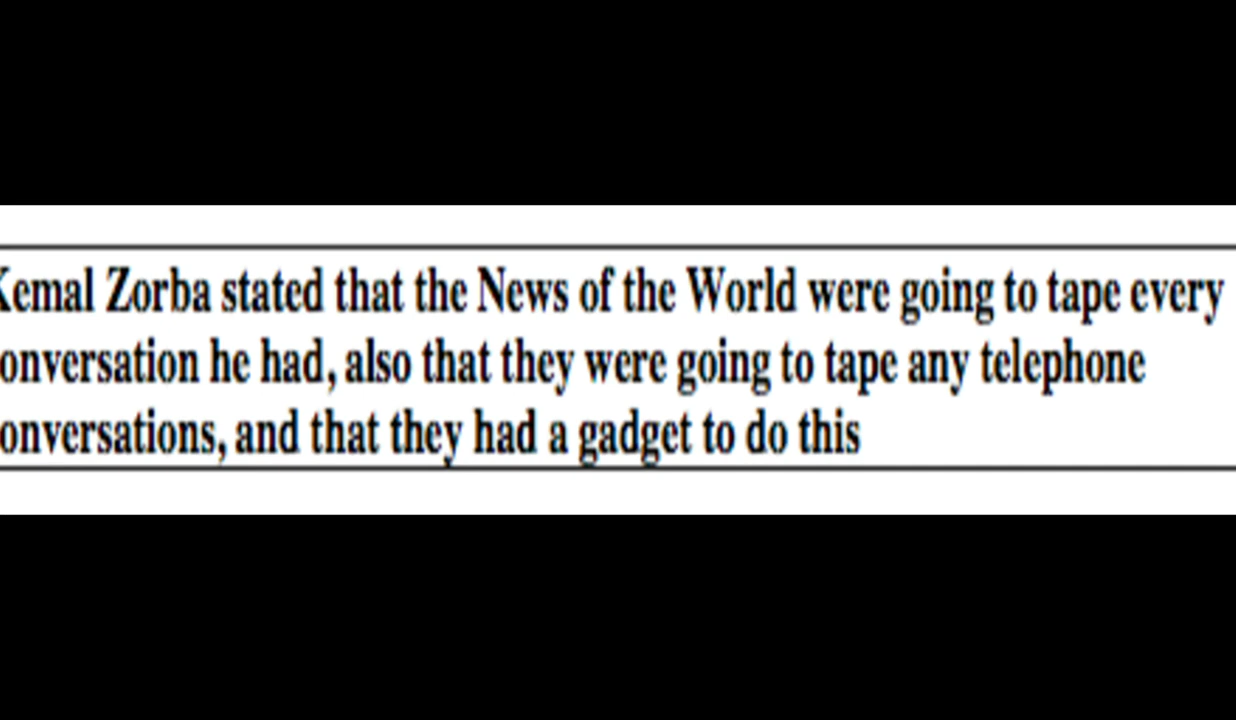 Kemal Zorba stated that the News of the World were going to tape every
onversation he had, also that they were going to tape any telephone
onversations, and that they had a gadget to do this